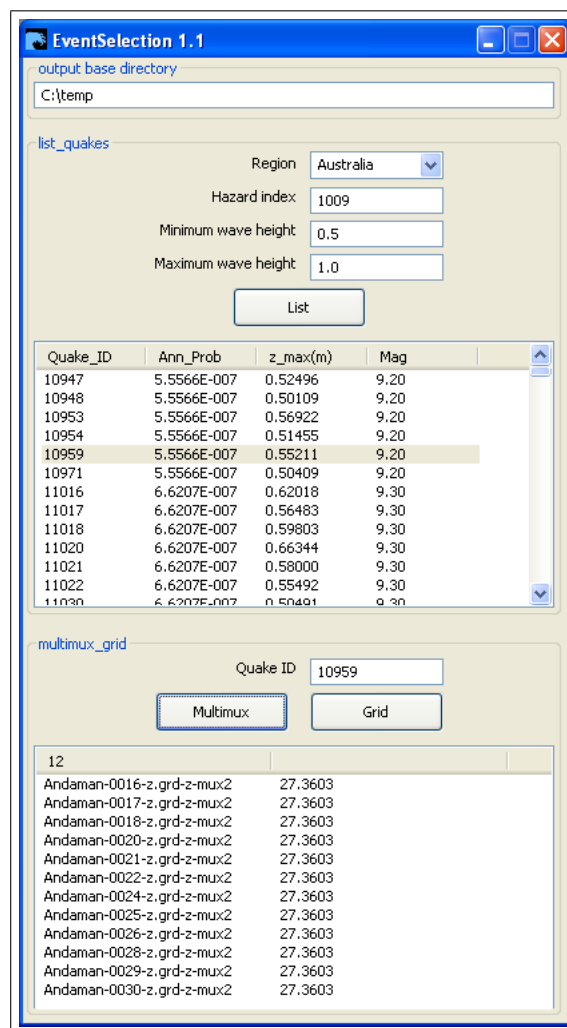 EventSelection 1.1
output base directory
C:\temp
list_quakes
Region Australia
Hazard index 1009
Minimum wave height 0.5
Maximum wave height 1.0
List
Quake_ID Ann_Prob z_max(m) Mag
10947 5.5566E-007 0.52496 9.20
10948 5.5566E-007 0.50109 9.20
10953 5.5566E-007 0.56922 9.20
10954 5.5566E-007 0.51455 9.20
10959 5.5566E-007 0.55211 9.20
10971 5.5566E-007 0.50409 9.20
11016 6.6207E-007 0.62018 9.30
11017 6.6207E-007 0.56483 9.30
11018 6.6207E-007 0.59803 9.30
11020 6.6207E-007 0.66344 9.30
11021 6.6207E-007 0.58000 9.30
11022 6.6207E-007 0.55492 9.30
11030 6.6207E-007 0.50491 9.30
multimux_grid
Quake ID 10959
Multimux Grid
12
Andaman-0016-z.grd-z-mux2 27.3603
Andaman-0017-z.grd-z-mux2 27.3603
Andaman-0018-z.grd-z-mux2 27.3603
Andaman-0020-z.grd-z-mux2 27.3603
Andaman-0021-z.grd-z-mux2 27.3603
Andaman-0022-z.grd-z-mux2 27.3603
Andaman-0024-z.grd-z-mux2 27.3603
Andaman-0025-z.grd-z-mux2 27.3603
Andaman-0026-z.grd-z-mux2 27.3603
Andaman-0028-z.grd-z-mux2 27.3603
Andaman-0029-z.grd-z-mux2 27.3603
Andaman-0030-z.grd-z-mux2 27.3603